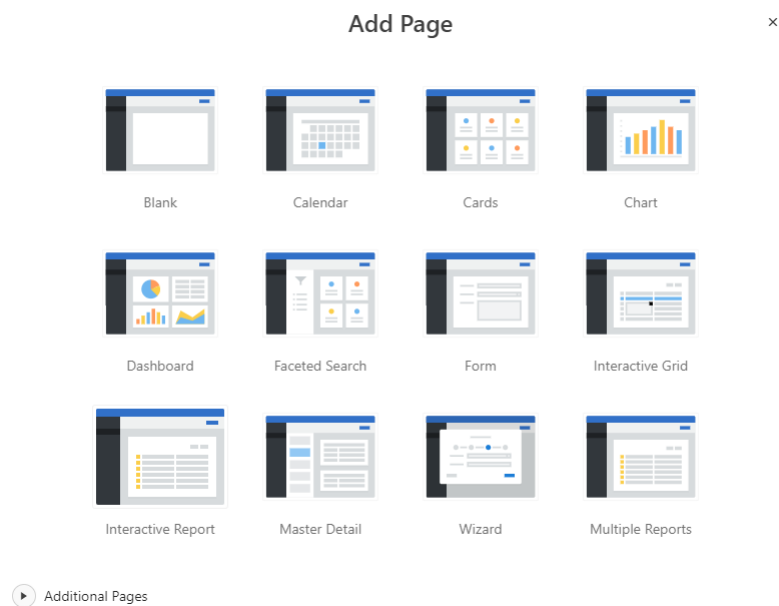 Add Page
Blank
Calendar
Cards
Chart
Dashboard
Faceted Search
Form
Interactive Grid
Interactive Report
Master Detail
Wizard
Multiple Reports
Additional Pages